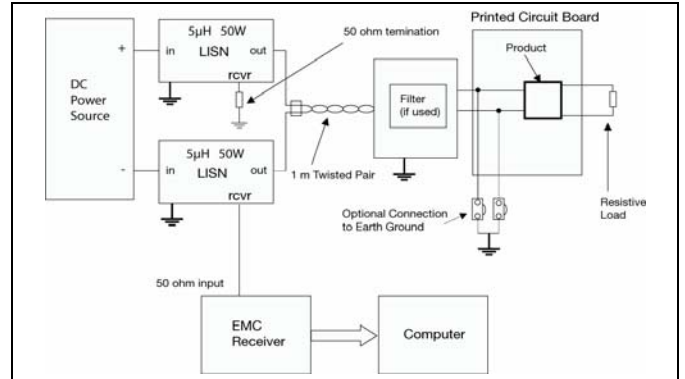 Printed Circuit Board
5µH 50W
LISN
in
out
rcvr
50 ohm temination
Product
+
DC
Power
Source
-
Filter
(if used)
5µH 50W
LISN
in
out
rcvr
1 m Twisted Pair
Optional Connection
to Earth Ground
Resistive
Load
50 ohm input
EMC
Receiver
Computer